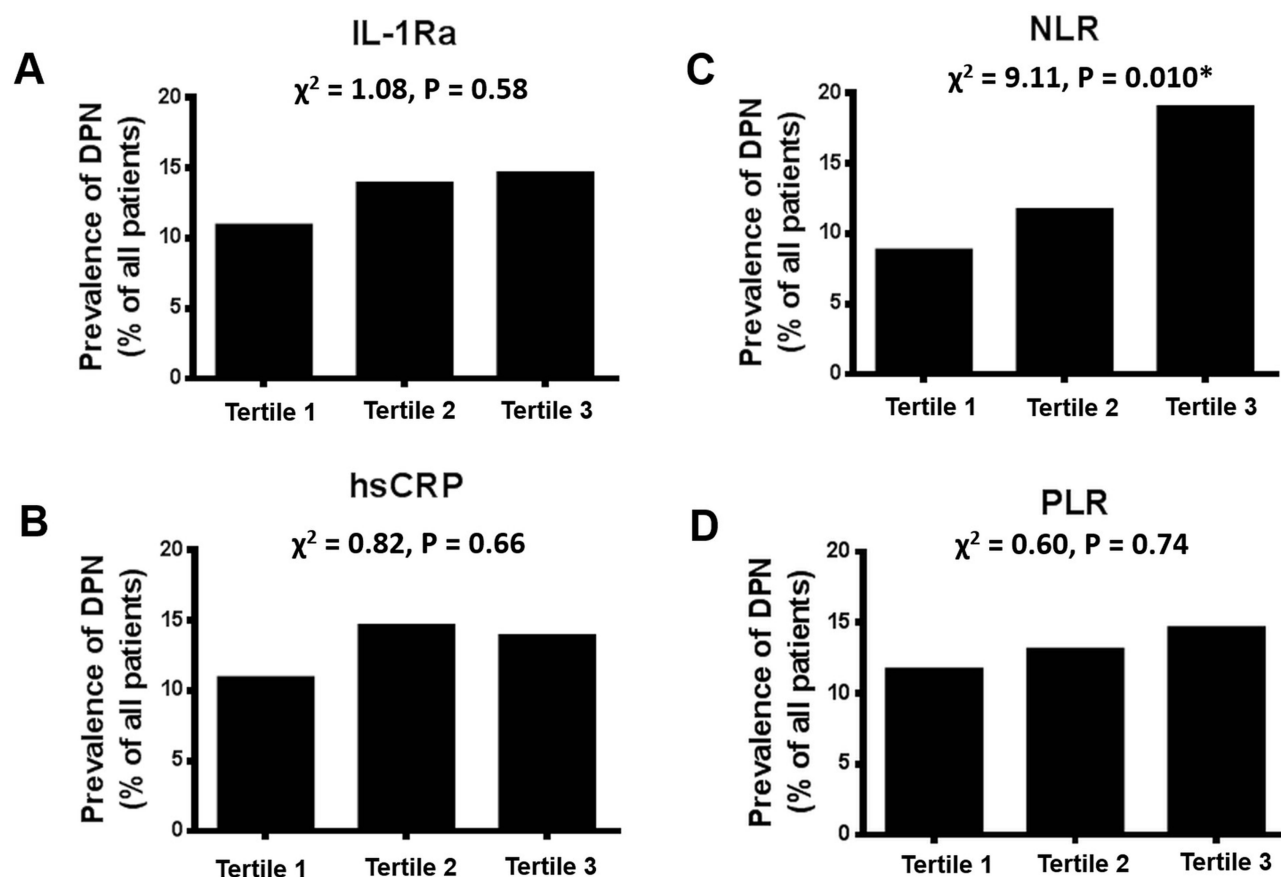 A
IL-1Ra
χ² = 1.08, P = 0.58
Prevalence of DPN
(% of all patients)
20
15
10
5
0
Tertile 1 Tertile 2 Tertile 3
C
NLR
χ² = 9.11, P = 0.010*
Prevalence of DPN
(% of all patients)
20
15
10
5
0
Tertile 1 Tertile 2 Tertile 3
B
hsCRP
χ² = 0.82, P = 0.66
Prevalence of DPN
(% of all patients)
20
15
10
5
0
Tertile 1 Tertile 2 Tertile 3
D
PLR
χ² = 0.60, P = 0.74
Prevalence of DPN
(% of all patients)
20
15
10
5
0
Tertile 1 Tertile 2 Tertile 3